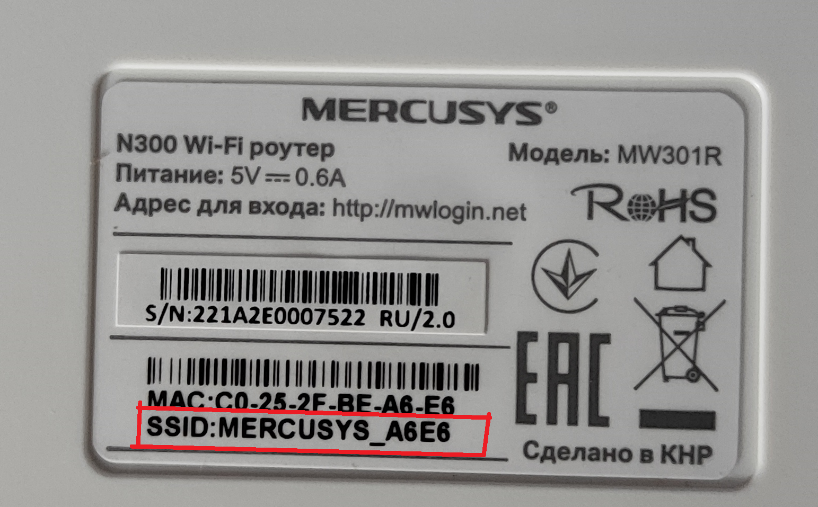 MERCUSYS®
N300 Wi-Fi роутер
Модель: MW301R
Питание: 5V⎓0.6A
Адрес для входа: http://mwlogin.net
RoHS
S/N:221A2E0007522 RU/2.0
EAC
MAC:C0-25-2F-BE-A6-E6
SSID:MERCUSYS_A6E6
Сделано в КНР